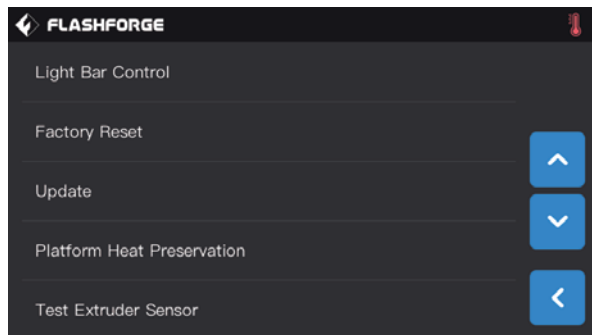 FLASHFORGE
Light Bar Control
Factory Reset
Update
Platform Heat Preservation
Test Extruder Sensor